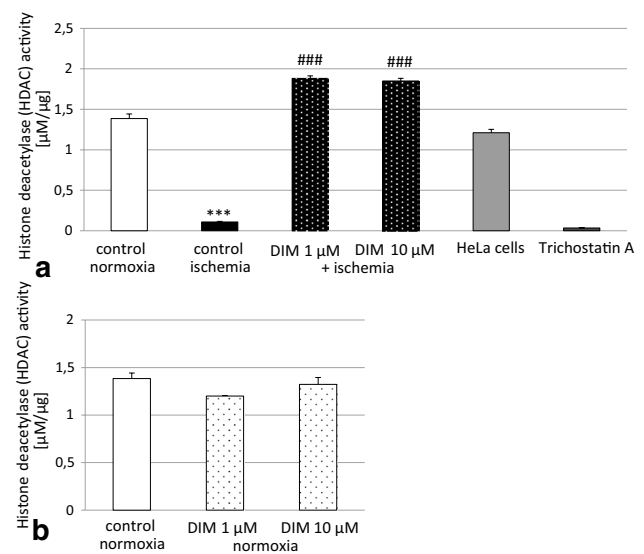 Histone deacetylase (HDAC) activity
[µM/µg]
2,5
2
1,5
1
0,5
0
***
###
###
control
normoxia
control
ischemia
DIM 1 µM
DIM 10 µM
+ ischemia
HeLa cells
Trichostatin A
a
Histone deacetylase (HDAC) activity
[µM/µg]
2
1,5
1
0,5
0
control
normoxia
DIM 1 µM
DIM 10 µM
normoxia
b